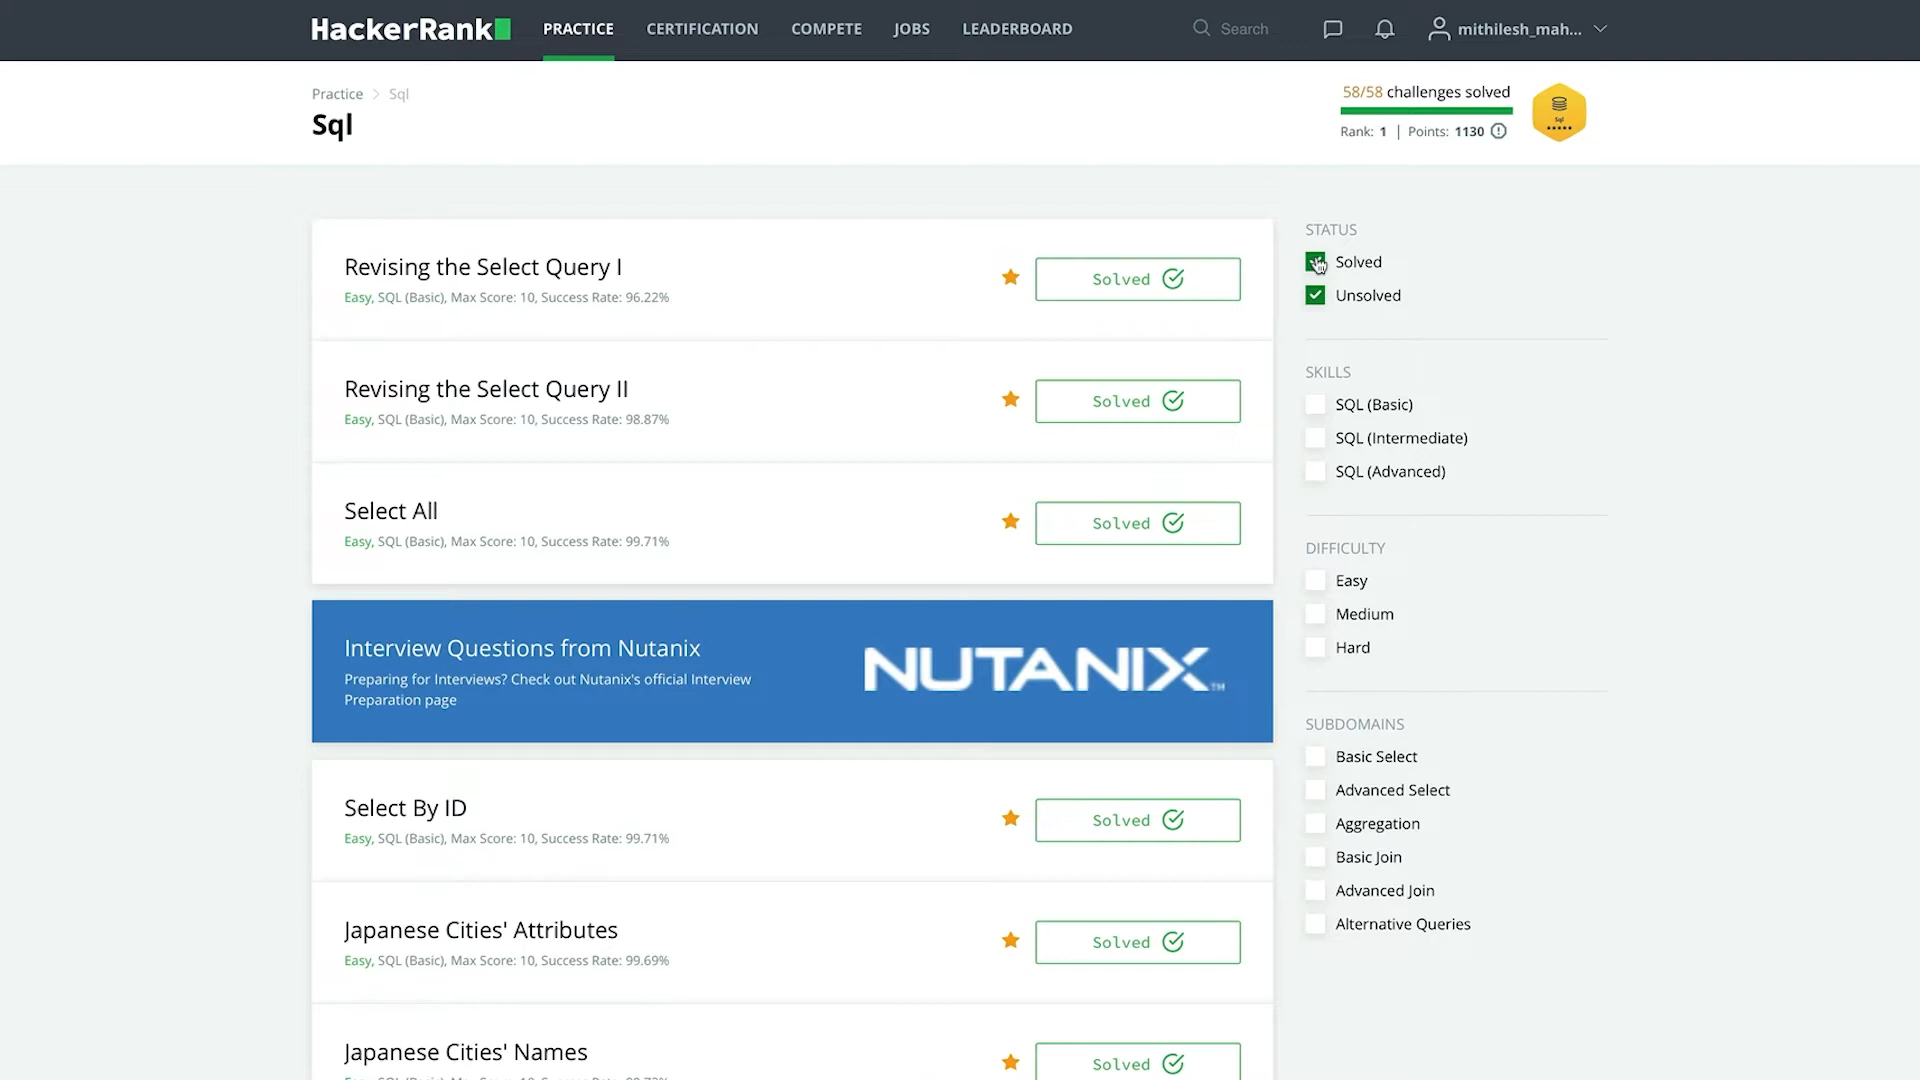 HackerRank
PRACTICE
CERTIFICATION
COMPETE
JOBS
LEADERBOARD
Search
mithilesh_mah...
Practice > Sql
Sql
58/58 challenges solved
Rank: 1 | Points: 1130
Sql
Revising the Select Query I
Easy, SQL (Basic), Max Score: 10, Success Rate: 96.22%
Solved
Revising the Select Query II
Easy, SQL (Basic), Max Score: 10, Success Rate: 98.87%
Solved
Select All
Easy, SQL (Basic), Max Score: 10, Success Rate: 99.71%
Solved
Interview Questions from Nutanix
Preparing for Interviews? Check out Nutanix's official Interview
Preparation page
NUTANIX™
Select By ID
Easy, SQL (Basic), Max Score: 10, Success Rate: 99.71%
Solved
Japanese Cities' Attributes
Easy, SQL (Basic), Max Score: 10, Success Rate: 99.69%
Solved
Japanese Cities' Names
Solved
STATUS
Solved
Unsolved
SKILLS
SQL (Basic)
SQL (Intermediate)
SQL (Advanced)
DIFFICULTY
Easy
Medium
Hard
SUBDOMAINS
Basic Select
Advanced Select
Aggregation
Basic Join
Advanced Join
Alternative Queries